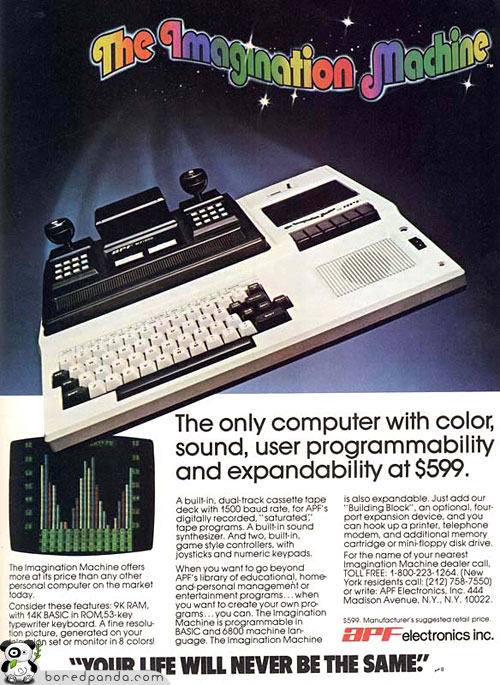 The Imagination Machine™
APF
The only computer with color,
sound, user programmability
and expandability at $599.
The Imagination Machine offers
more at its price than any other
personal computer on the market
today.
Consider these features: 9K RAM,
with 14K BASIC in ROM,53-key
typewriter keyboard. A fine resolu-
tion picture, generated on your
set or monitor in 8 colors!
A built-in, dual-track cassette tape
deck with 1500 baud rate, for APF's
digitally recorded, "saturated,"
tape programs. A built-in sound
synthesizer. And two, built-in,
game style controllers, with
joysticks and numeric keypads.
When you want to go beyond
APF's library of educational, home-
and-personal management or
entertainment programs...when
you want to create your own pro-
grams...you can. The Imagination
Machine is programmable in
BASIC and 6800 machine lan-
guage. The Imagination Machine
is also expandable. Just add our
"Building Block", an optional, four-
port expansion device, and you
can hook up a printer, telephone
modem, and additional memory
cartridge or mini-floppy disk drive.
For the name of your nearest
Imagination Machine dealer call,
TOLL FREE: 1-800-223-1264. (New
York residents call: (212) 758-7550)
or write: APF Electronics, Inc. 444
Madison Avenue, N.Y., N.Y. 10022.
$599. Manufacturer's suggested retail price.
APF electronics inc.
"YOUR LIFE WILL NEVER BE THE SAME."
boredpanda.com